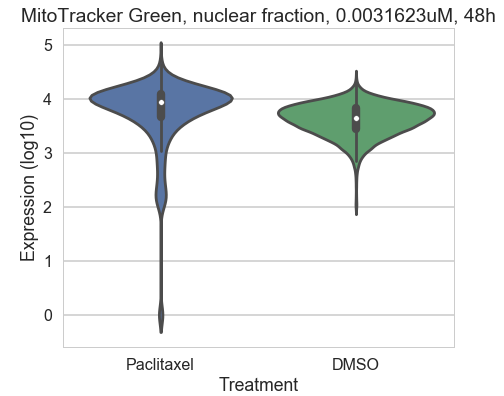 MitoTracker Green, nuclear fraction, 0.0031623uM, 48h
5
4
3
2
1
0
Expression (log10)
Paclitaxel DMSO
Treatment